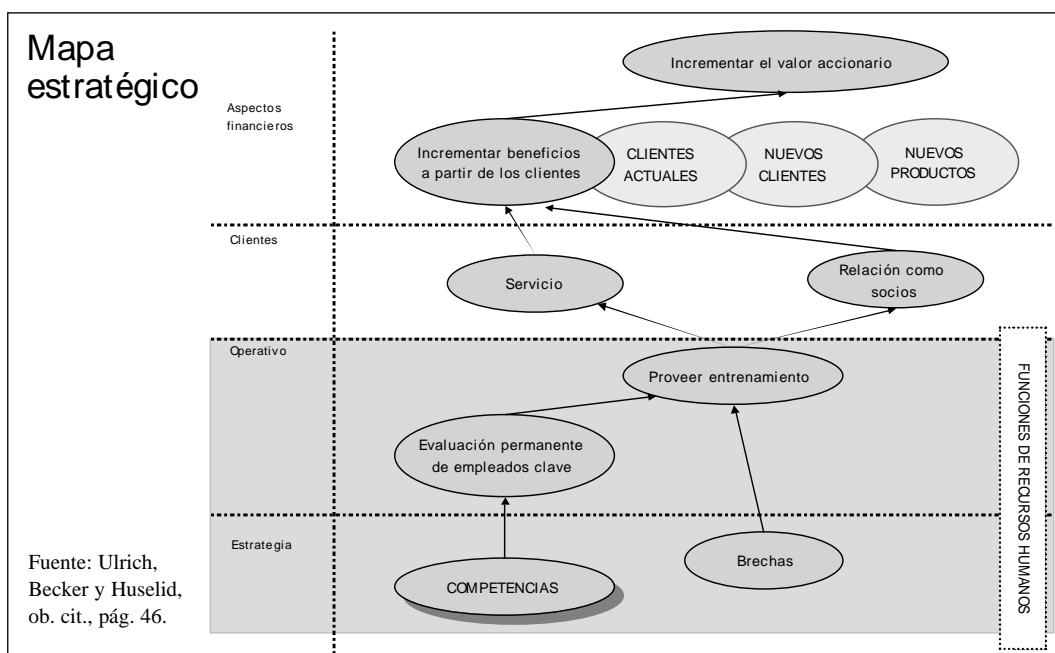 Mapa
estratégico
Incrementar el valor accionario
Aspectos
financieros
Incrementar beneficios
a partir de los clientes
CLIENTES
ACTUALES
NUEVOS
CLIENTES
NUEVOS
PRODUCTOS
Clientes
Servicio
Relación como
socios
Operativo
Proveer entrenamiento
Evaluación permanente
de empleados clave
FUNCIONES DE RECURSOS HUMANOS
Estrategia
Brechas
COMPETENCIAS
Fuente: Ulrich,
Becker y Huselid,
ob. cit., pág. 46.